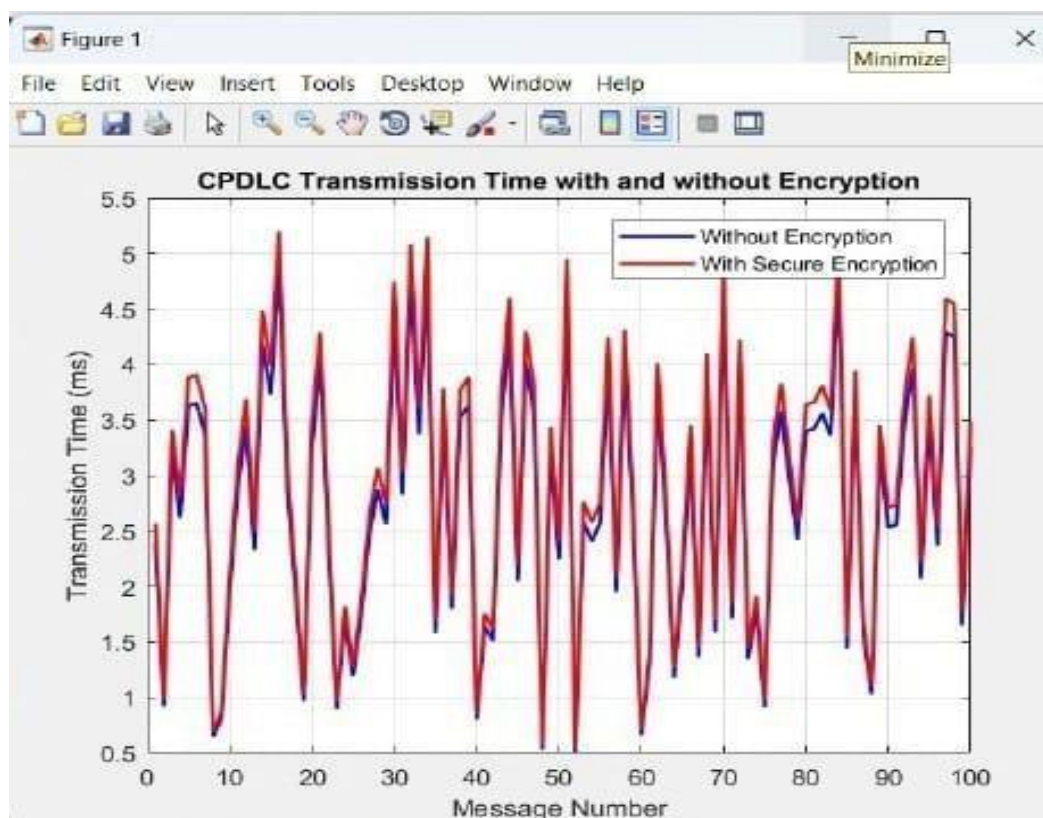 Figure 1
Minimize
File Edit View Insert Tools Desktop Window Help
CPDLC Transmission Time with and without Encryption
Without Encryption
With Secure Encryption
Transmission Time (ms)
5.5
5
4.5
4
3.5
3
2.5
2
1.5
1
0.5
0 10 20 30 40 50 60 70 80 90 100
Message Number